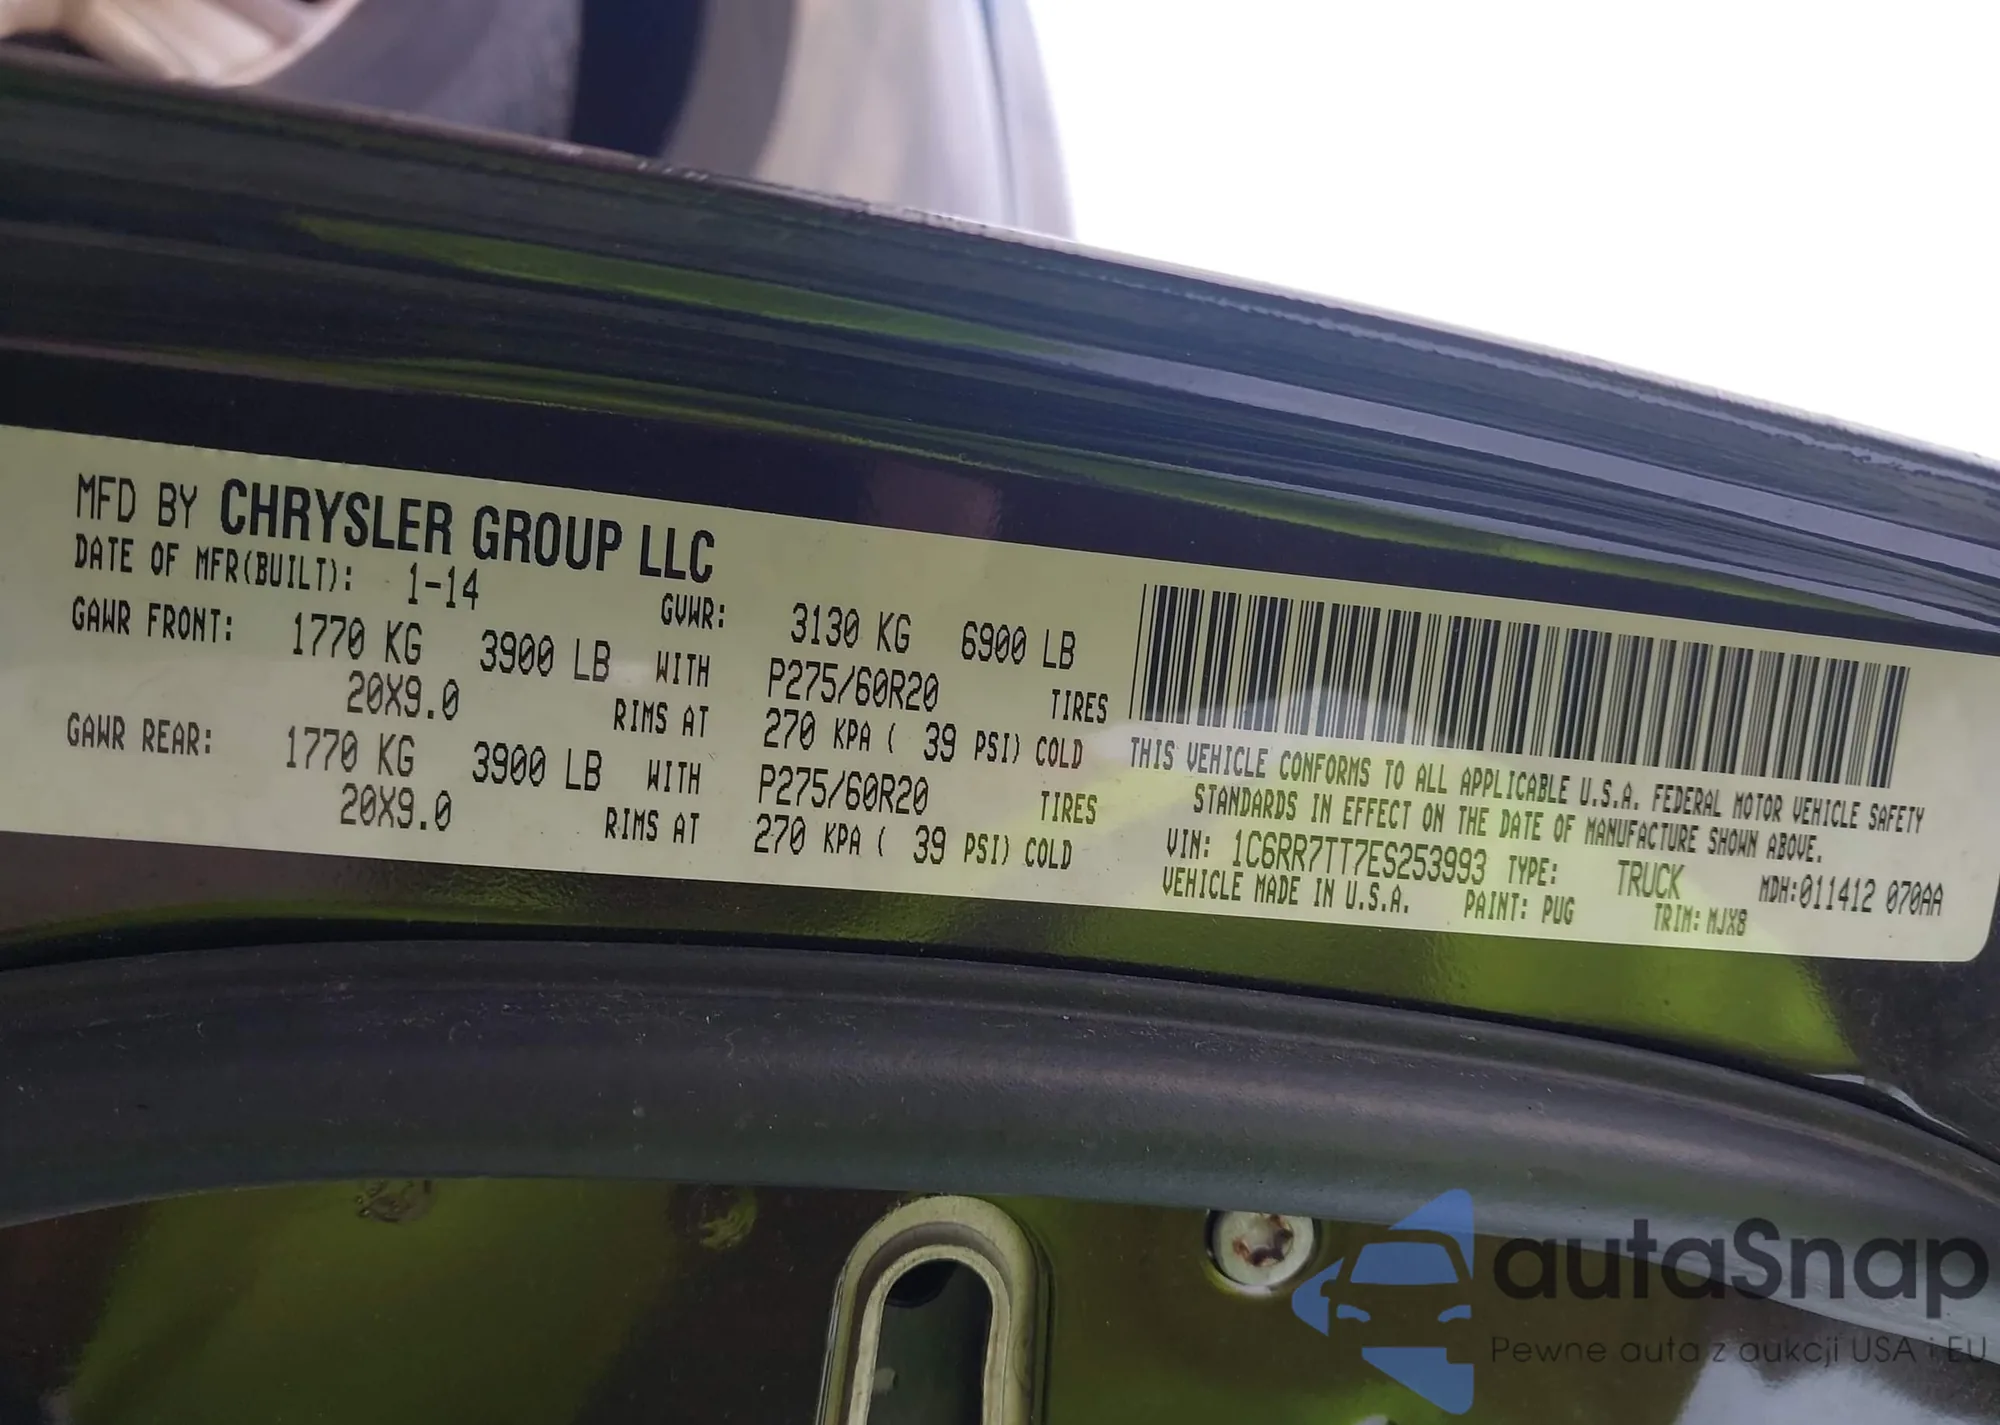 MFD BY CHRYSLER GROUP LLC
DATE OF MFR(BUILT): 1-14 GVWR: 3130 KG 6900 LB
GAWR FRONT: 1770 KG 3900 LB WITH P275/60R20 TIRES
20X9.0 RIMS AT 270 KPA ( 39 PSI) COLD
GAWR REAR: 1770 KG 3900 LB WITH P275/60R20 TIRES
20X9.0 RIMS AT 270 KPA ( 39 PSI) COLD
THIS VEHICLE CONFORMS TO ALL APPLICABLE U.S.A. FEDERAL MOTOR VEHICLE SAFETY
STANDARDS IN EFFECT ON THE DATE OF MANUFACTURE SHOWN ABOVE.
VIN: 1C6RR7TT7ES253993 TYPE: TRUCK MDH:011412 070AA
VEHICLE MADE IN U.S.A. PAINT: PUG TRIM: MJX8
autaSnap
Pewne auta z aukcji USA i EU